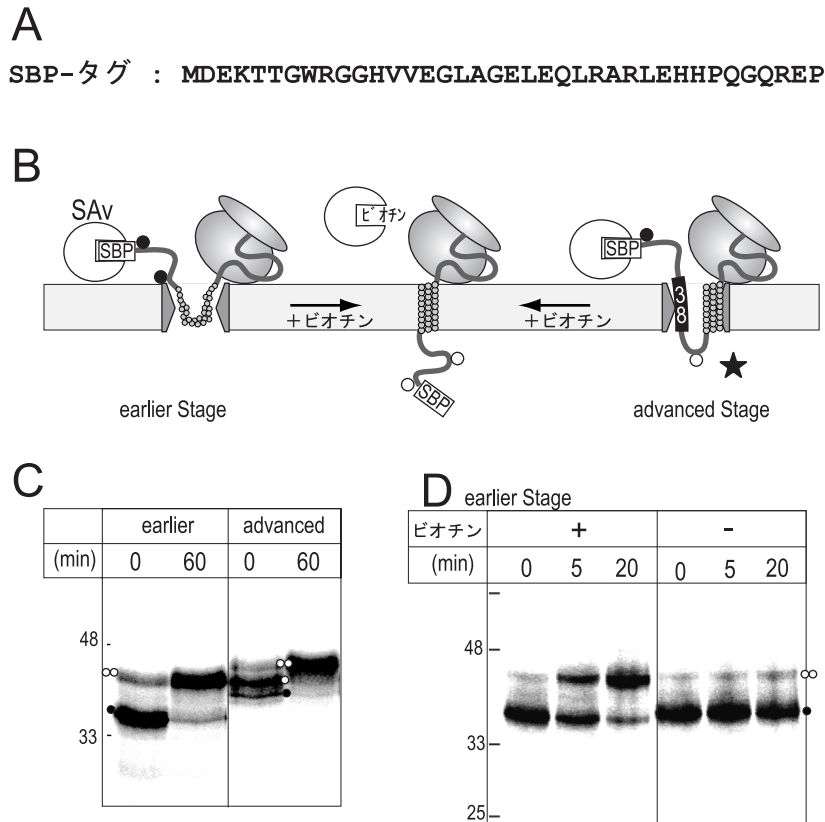 A
SBP-タグ : MDEKTTGWRGGHVVEGLAGELEQLRARLEHHPQGQREP
B
SAv
SBP
ビオチン
SBP
38
+ビオチン
+ビオチン
SBP
earlier Stage
advanced Stage
C
earlier advanced
(min) 0 60 0 60
48
33
D earlier Stage
ビオチン + -
(min) 0 5 20 0 5 20
48
33
25